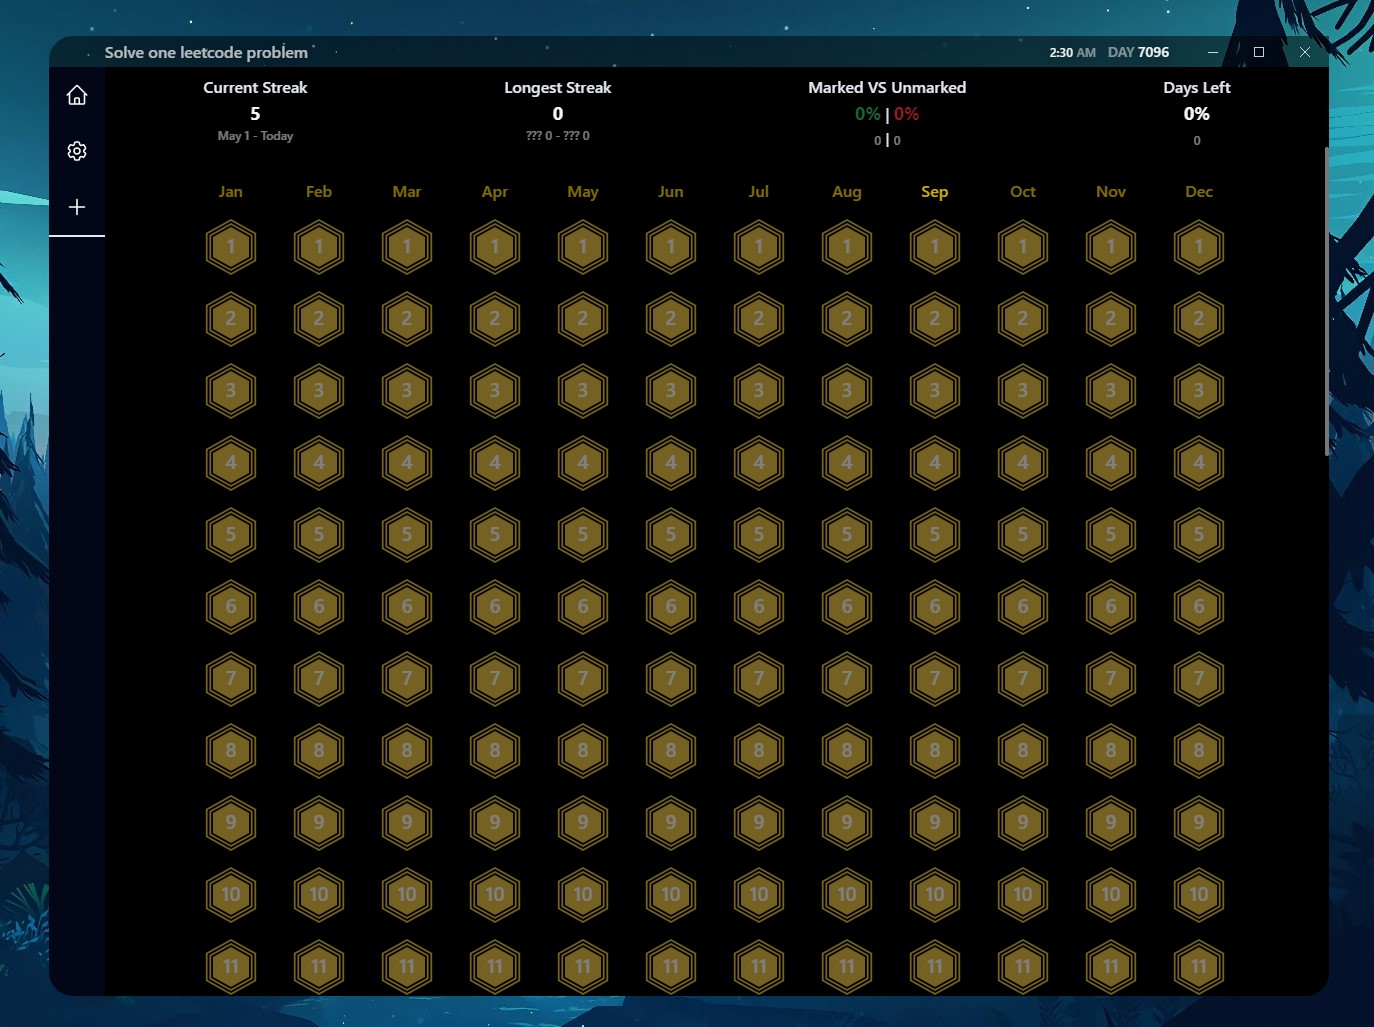 Solve one leetcode problem 2:30 AM DAY 7096
Current Streak Longest Streak Marked VS Unmarked Days Left
5 0 0% | 0% 0%
May 1 - Today ??? 0 - ??? 0 0 | 0 0
Jan Feb Mar Apr May Jun Jul Aug Sep Oct Nov Dec
1 1 1 1 1 1 1 1 1 1 1 1
2 2 2 2 2 2 2 2 2 2 2 2
3 3 3 3 3 3 3 3 3 3 3 3
4 4 4 4 4 4 4 4 4 4 4 4
5 5 5 5 5 5 5 5 5 5 5 5
6 6 6 6 6 6 6 6 6 6 6 6
7 7 7 7 7 7 7 7 7 7 7 7
8 8 8 8 8 8 8 8 8 8 8 8
9 9 9 9 9 9 9 9 9 9 9 9
10 10 10 10 10 10 10 10 10 10 10 10
11 11 11 11 11 11 11 11 11 11 11 11